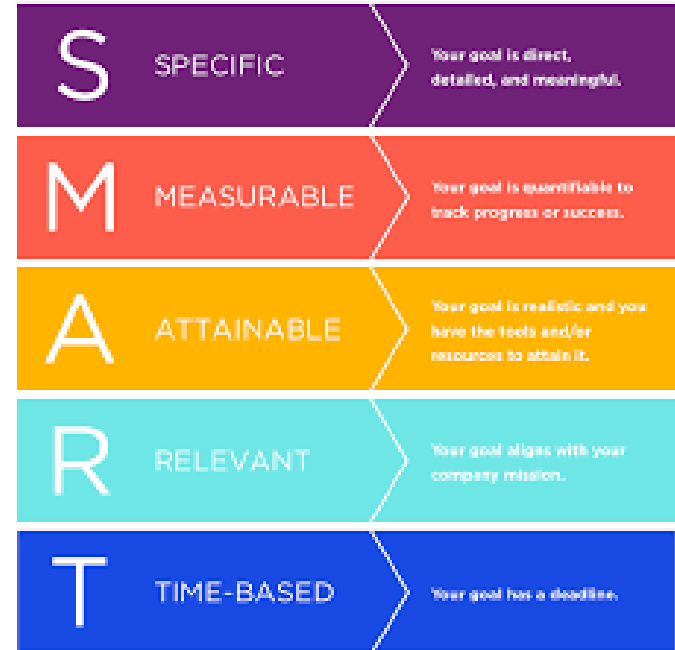 S SPECIFIC
Your goal is direct,
detailed, and meaningful.
M MEASURABLE
Your goal is quantifiable to
track progress or success.
A ATTAINABLE
Your goal is realistic and you
have the tools and/or
resources to attain it.
R RELEVANT
Your goal aligns with your
company mission.
T TIME-BASED
Your goal has a deadline.